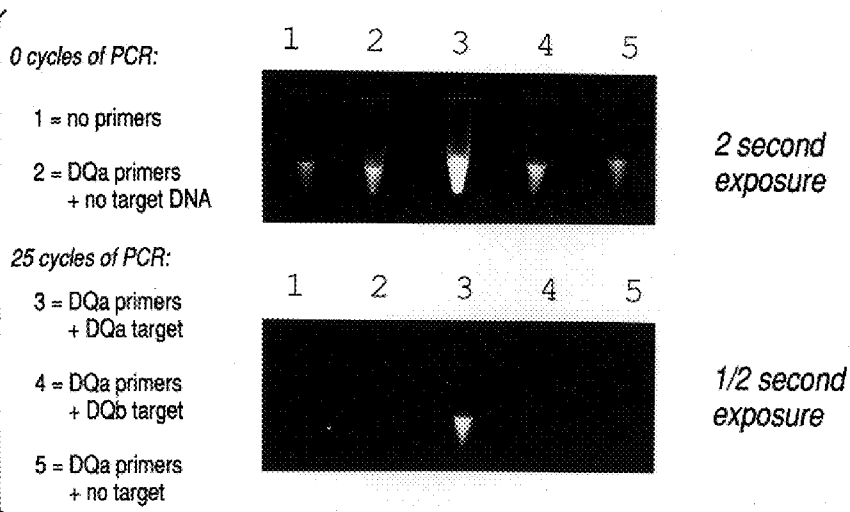 0 cycles of PCR:
1 = no primers
2 = DQa primers
+ no target DNA
25 cycles of PCR:
3 = DQa primers
+ DQa target
4 = DQa primers
+ DQb target
5 = DQa primers
+ no target
1 2 3 4 5
2 second
exposure
1 2 3 4 5
1/2 second
exposure